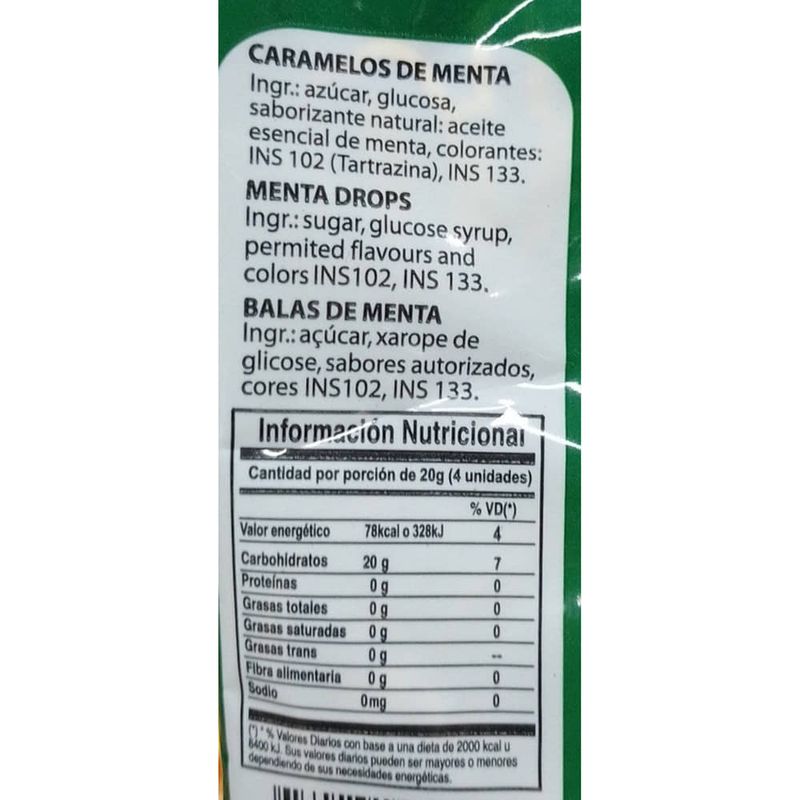 CARAMELOS DE MENTA
Ingr.: azúcar, glucosa,
saborizante natural: aceite
esencial de menta, colorantes:
INS 102 (Tartrazina), INS 133.
MENTA DROPS
Ingr.: sugar, glucose syrup,
permited flavours and
colors INS102, INS 133.
BALAS DE MENTA
Ingr.: açúcar, xarope de
glicose, sabores autorizados,
cores INS102, INS 133.
Información Nutricional
Cantidad por porción de 20g (4 unidades)
% VD(*)
Valor energético 78kcal o 328kJ 4
Carbohidratos 20 g 7
Proteínas 0 g 0
Grasas totales 0 g 0
Grasas saturadas 0 g 0
Grasas trans 0 g --
Fibra alimentaria 0 g 0
Sodio 0mg 0
(*) * % Valores Diarios con base a una dieta de 2000 kcal u
8400 kJ. Sus valores diarios pueden ser mayores o menores
dependiendo de sus necesidades energéticas.